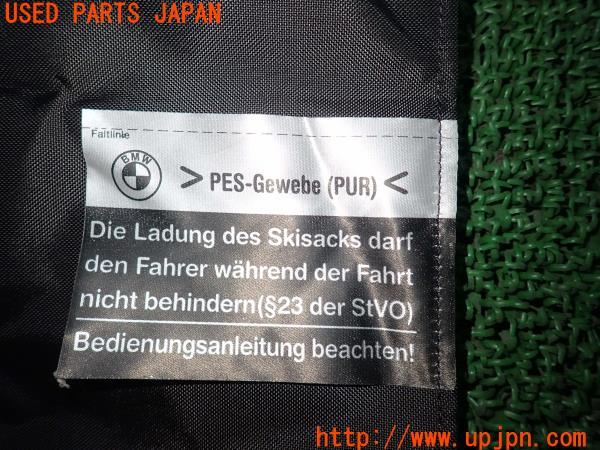 USED PARTS JAPAN
Faltlinie
BMW
> PES-Gewebe (PUR) <
Die Ladung des Skisacks darf
den Fahrer während der Fahrt
nicht behindern(§23 der StVO)
Bedienungsanleitung beachten!
Copyright (C)
www.upjpn.com